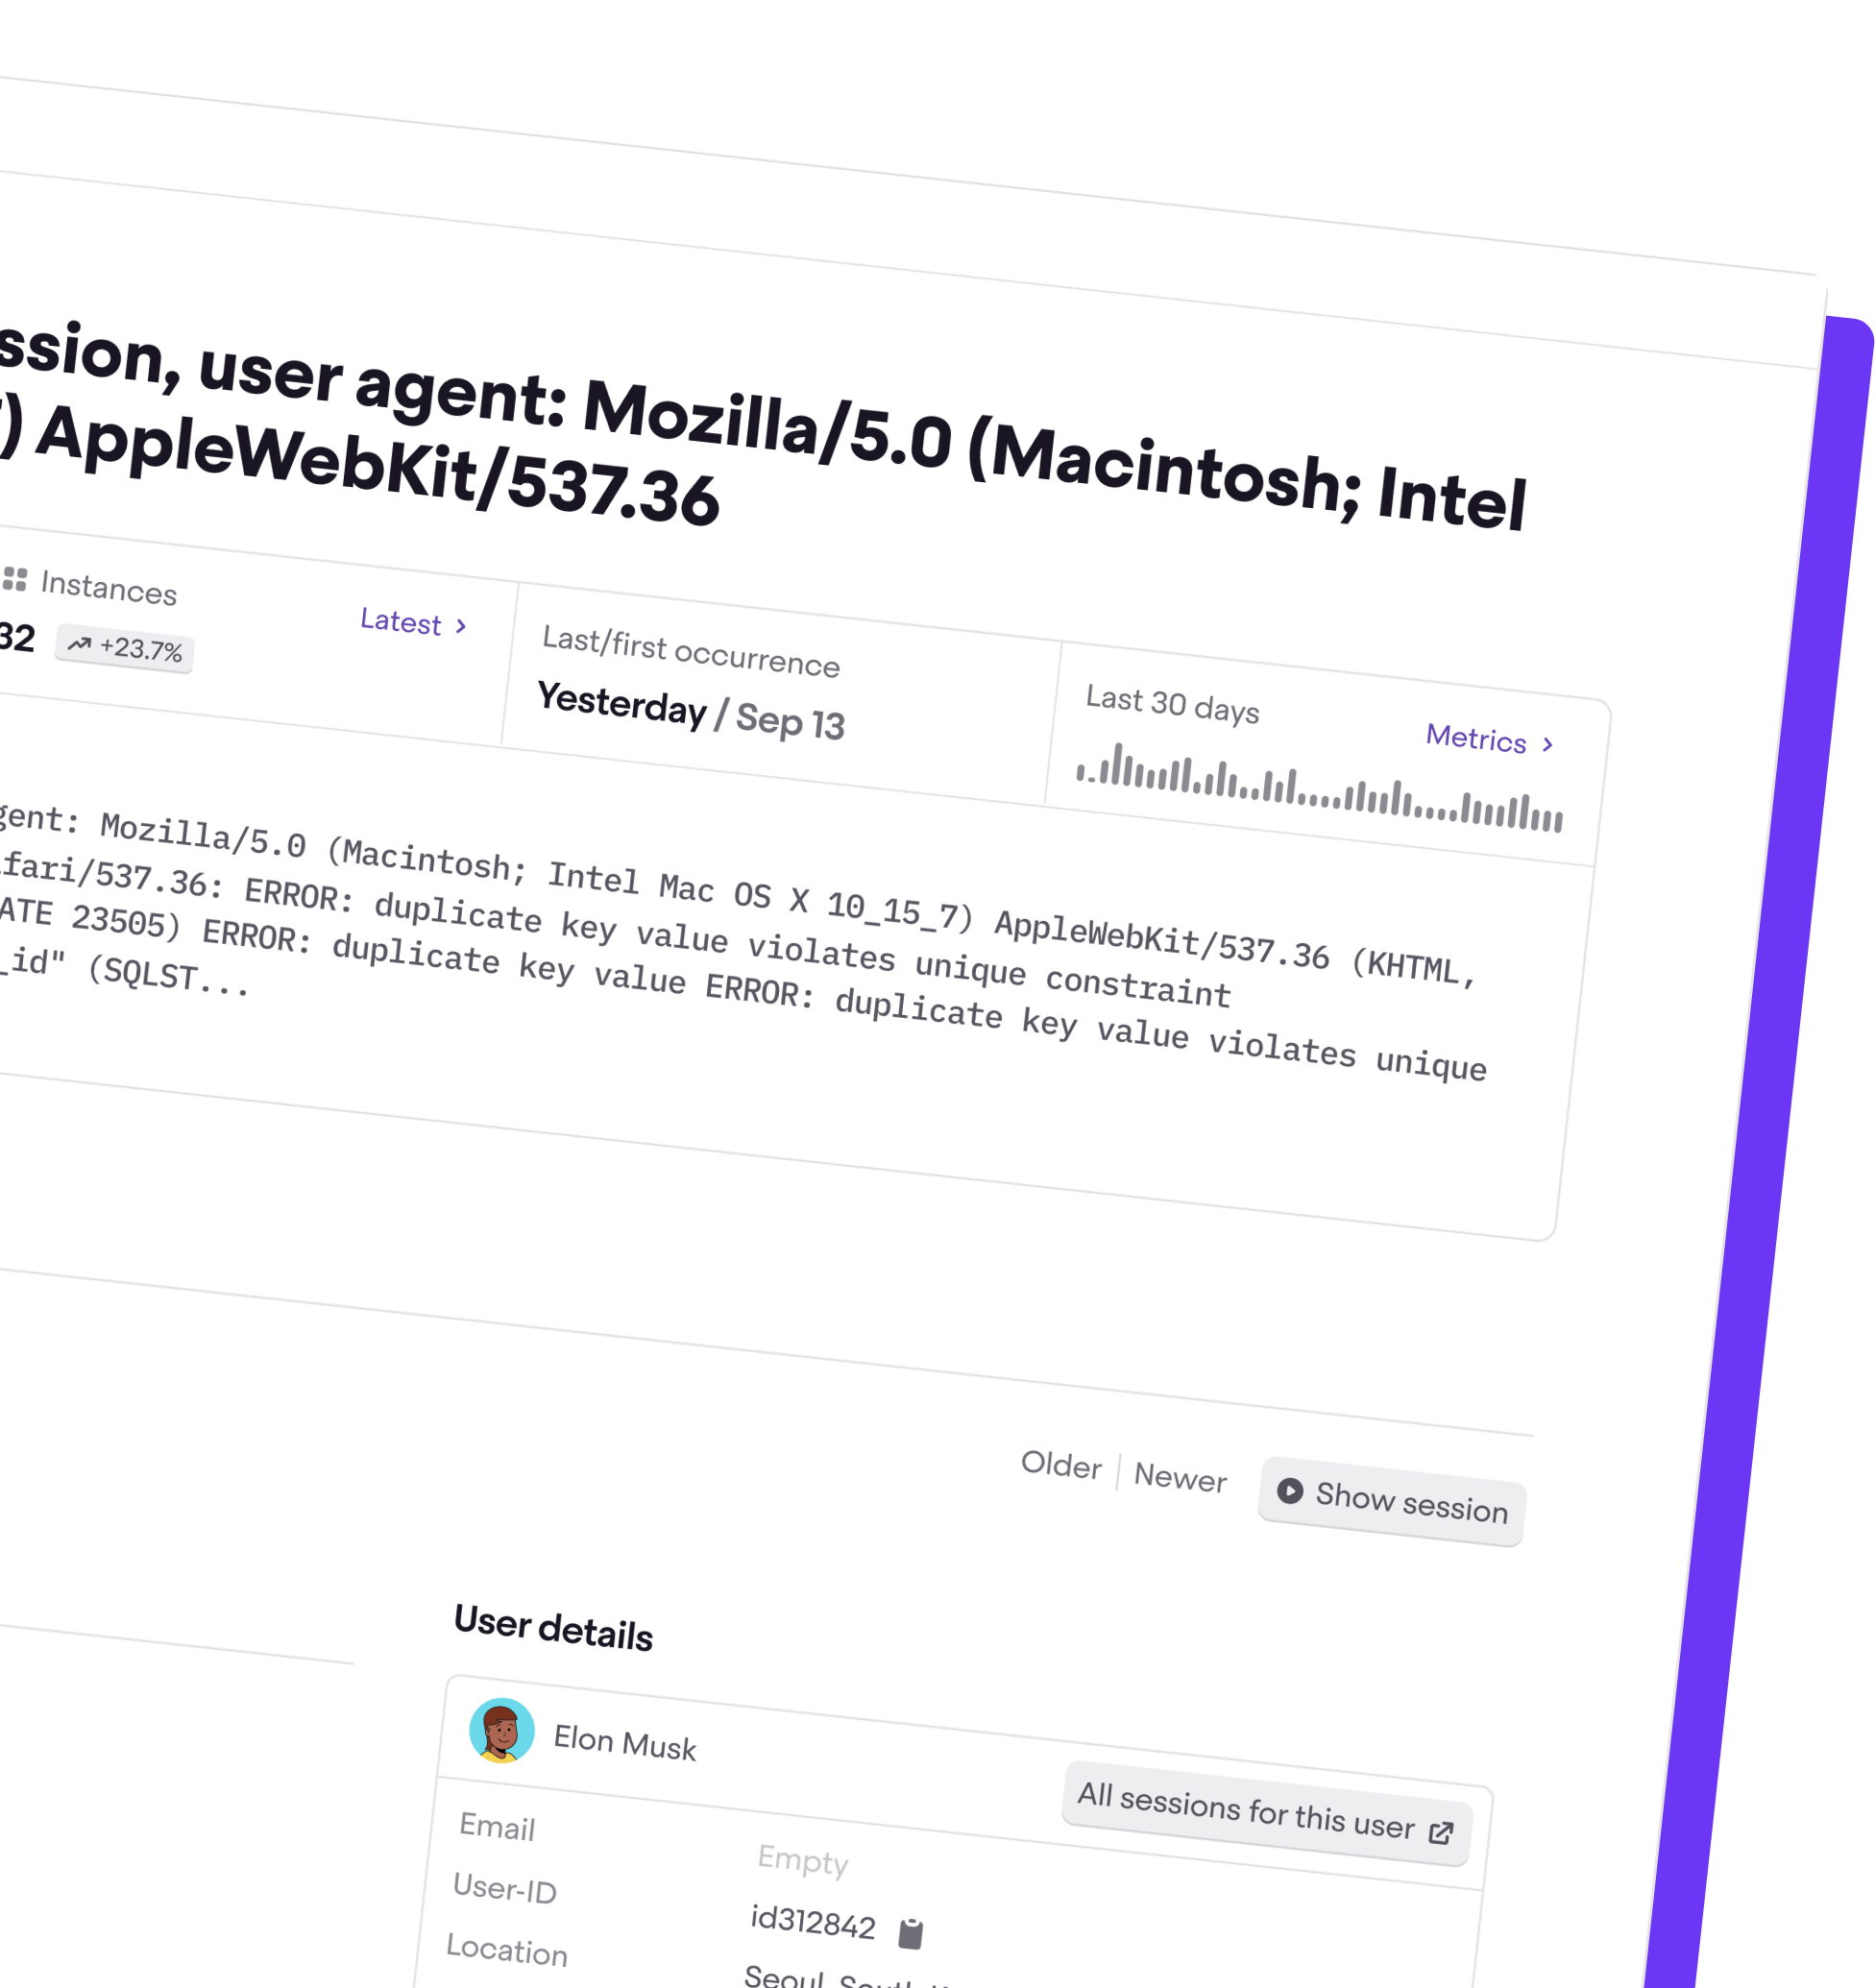 ssion, user agent: Mozilla/5.0 (Macintosh; Intel
) AppleWebKit/537.36
Instances
Latest
32
+23.7%
Last/first occurrence
Yesterday / Sep 13
Last 30 days
Metrics
gent: Mozilla/5.0 (Macintosh; Intel Mac OS X 10_15_7) AppleWebKit/537.36 (KHTML,
fari/537.36: ERROR: duplicate key value violates unique constraint
ATE 23505) ERROR: duplicate key value ERROR: duplicate key value violates unique
_id" (SQLST...
Older
Newer
Show session
User details
Elon Musk
All sessions for this user
Email
Empty
User-ID
id312842
Location
Seoul, South